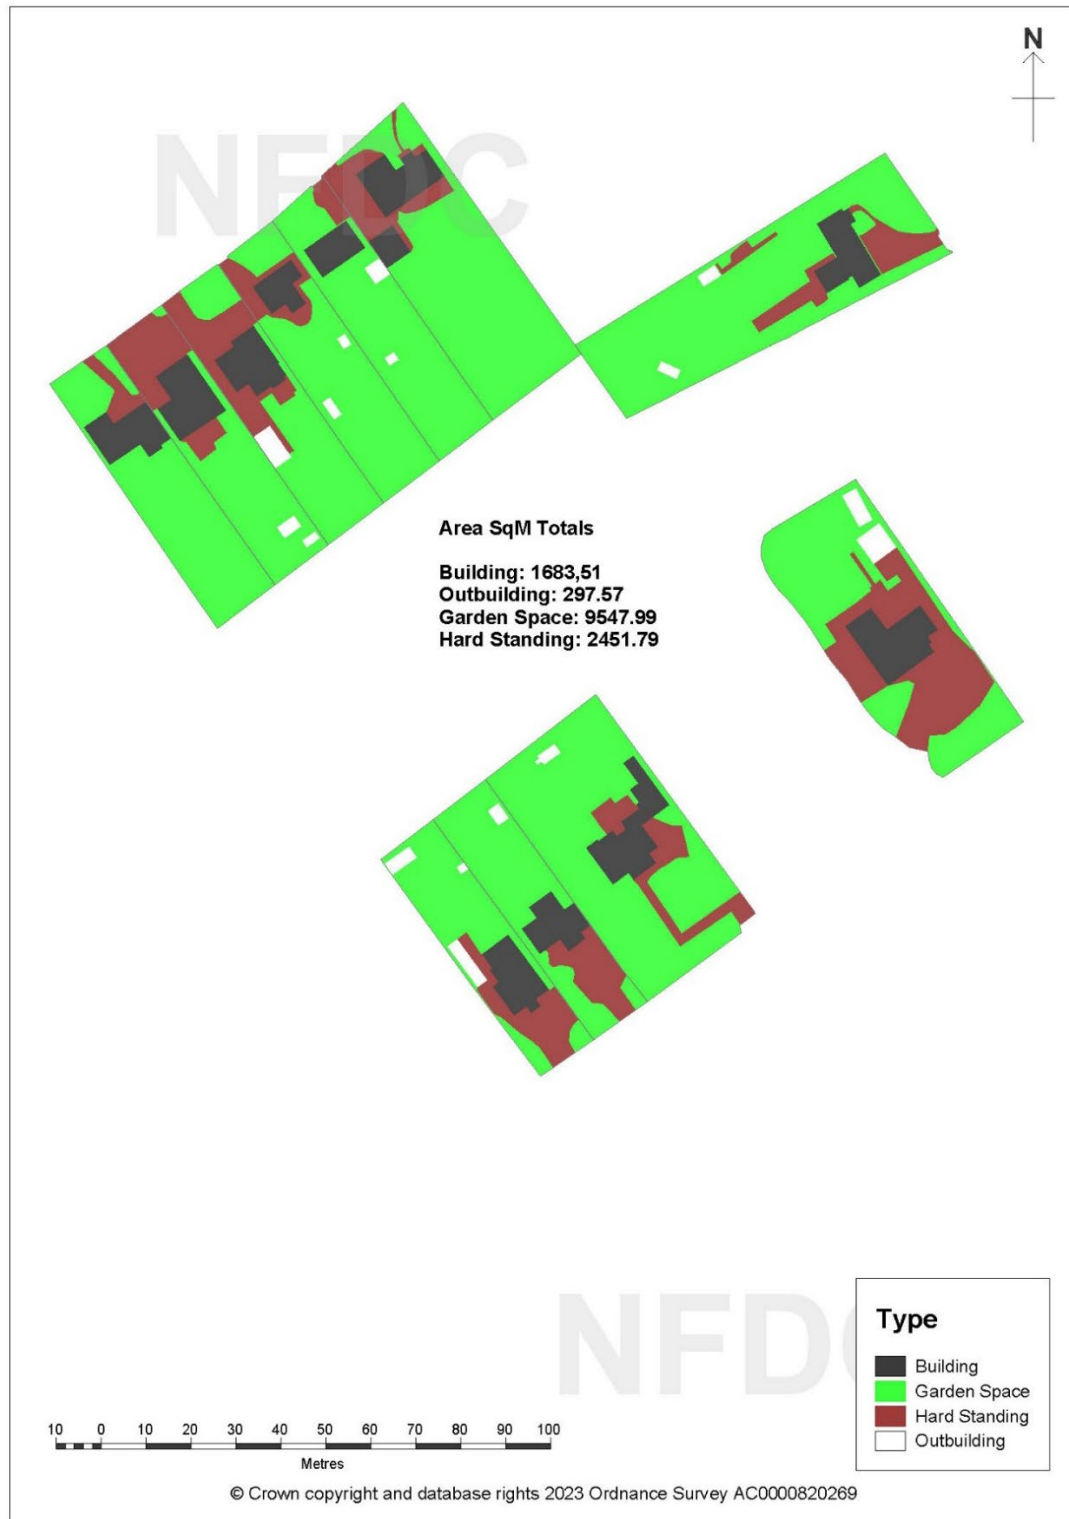 N
NFDC
Area SqM Totals
Building: 1683,51
Outbuilding: 297.57
Garden Space: 9547.99
Hard Standing: 2451.79
NFDC
Type
Building
Garden Space
Hard Standing
Outbuilding
10 0 10 20 30 40 50 60 70 80 90 100
Metres
© Crown copyright and database rights 2023 Ordnance Survey AC0000820269